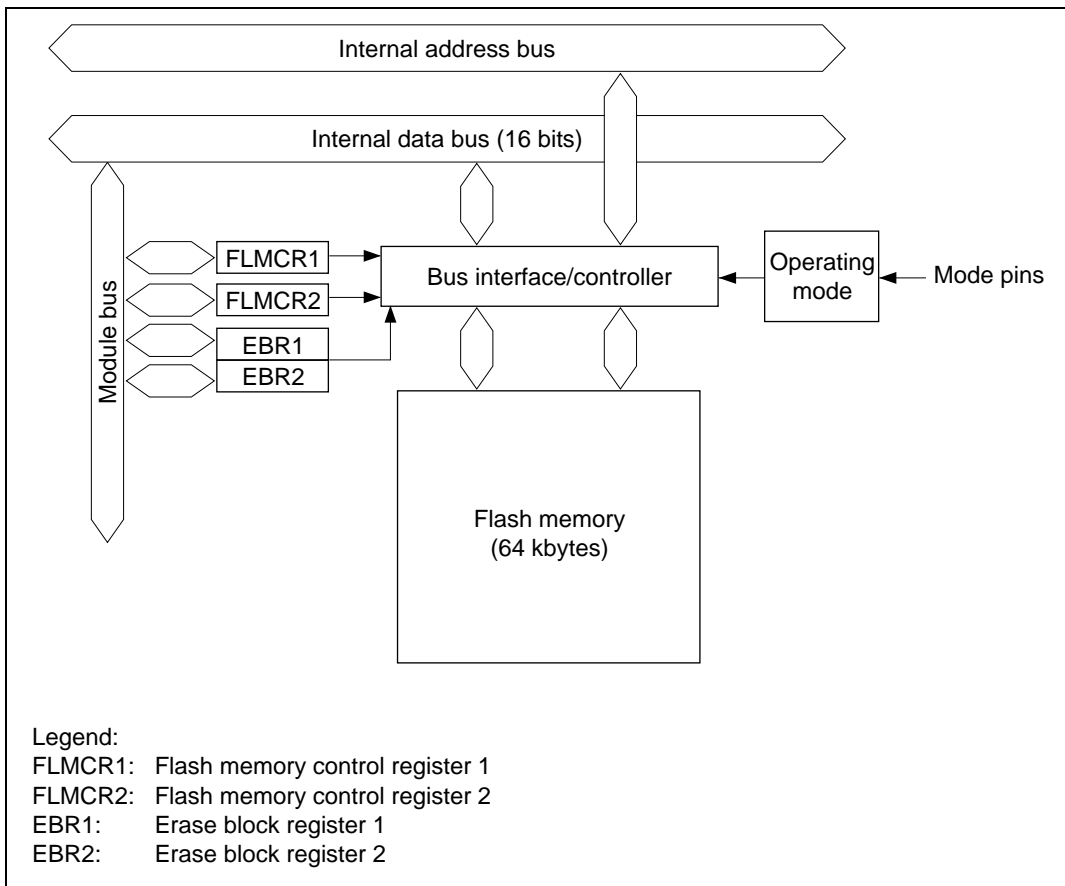 Internal address bus
Internal data bus (16 bits)
Module bus
FLMCR1
FLMCR2
EBR1
EBR2
Bus interface/controller
Operating
mode
Mode pins
Flash memory
(64 kbytes)
Legend:
FLMCR1: Flash memory control register 1
FLMCR2: Flash memory control register 2
EBR1: Erase block register 1
EBR2: Erase block register 2